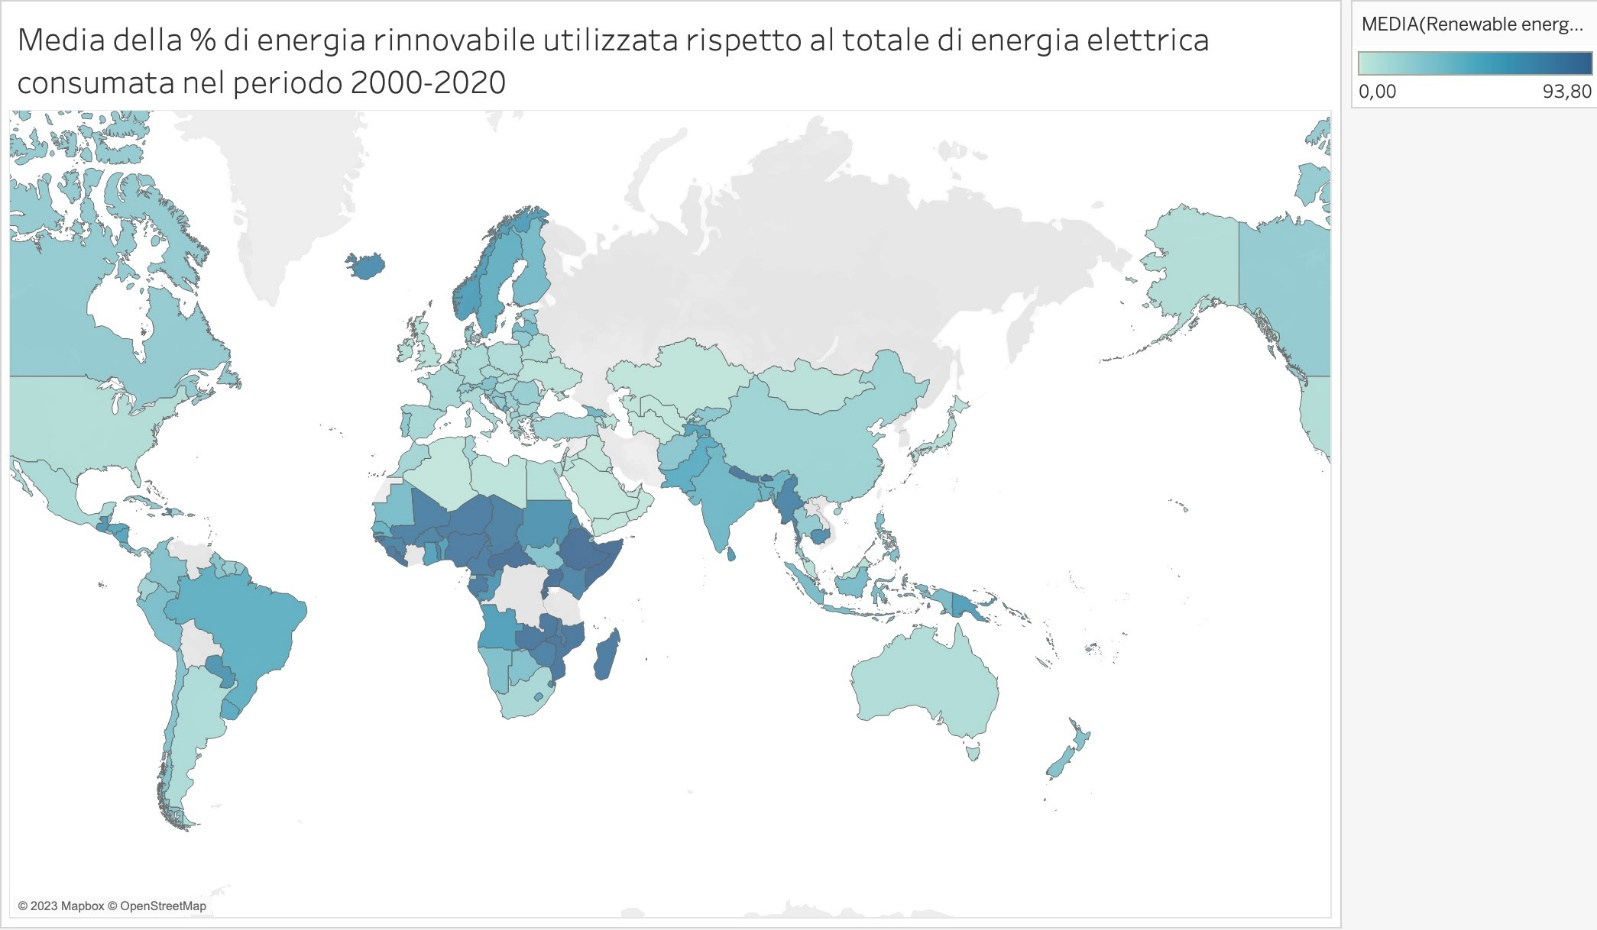 Media della % di energia rinnovabile utilizzata rispetto al totale di energia elettrica
consumata nel periodo 2000-2020
MEDIA(Renewable energ...
0,00 93,80
© 2023 Mapbox © OpenStreetMap